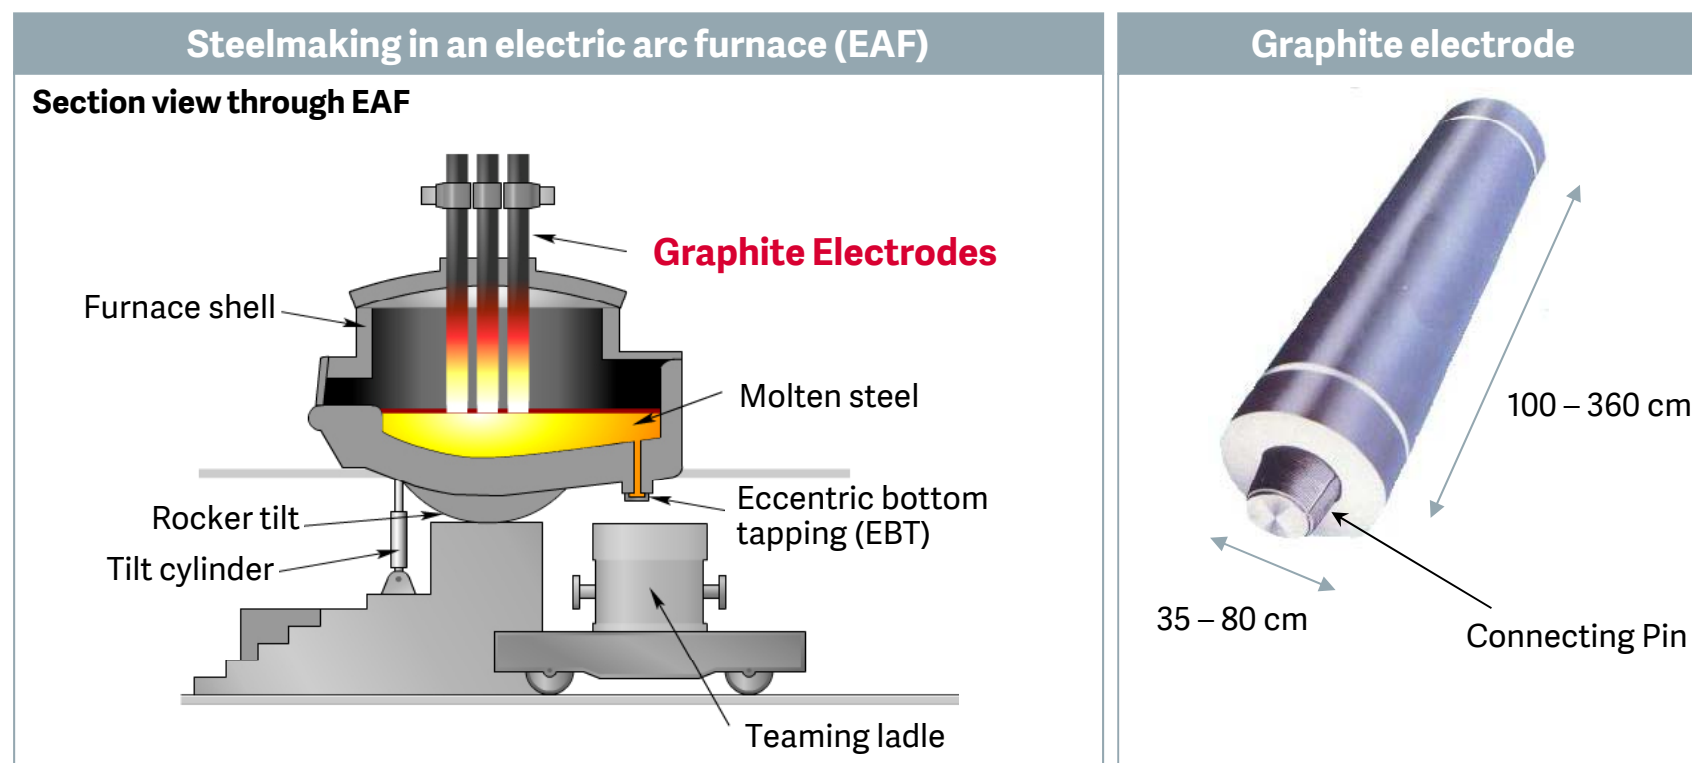 Steelmaking in an electric arc furnace (EAF)
Section view through EAF
Graphite Electrodes
Furnace shell
Molten steel
Eccentric bottom
tapping (EBT)
Rocker tilt
Tilt cylinder
Teaming ladle
Graphite electrode
100 – 360 cm
35 – 80 cm
Connecting Pin